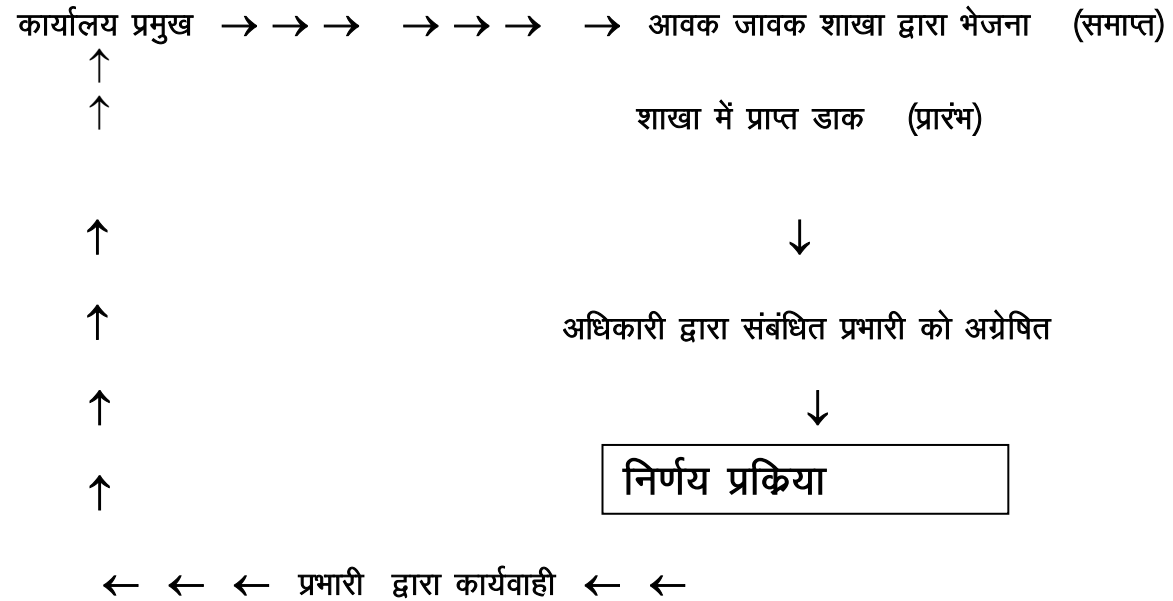 कार्यालय प्रमुख → → → → → → → आवक जावक शाखा द्वारा भेजना (समाप्त)
↑
↑ शाखा में प्राप्त डाक (प्रारंभ)
↑ ↓
↑ अधिकारी द्वारा संबंधित प्रभारी को अग्रेषित
↑ ↓
↑ निर्णय प्रक्रिया
← ← ← प्रभारी द्वारा कार्यवाही ← ←